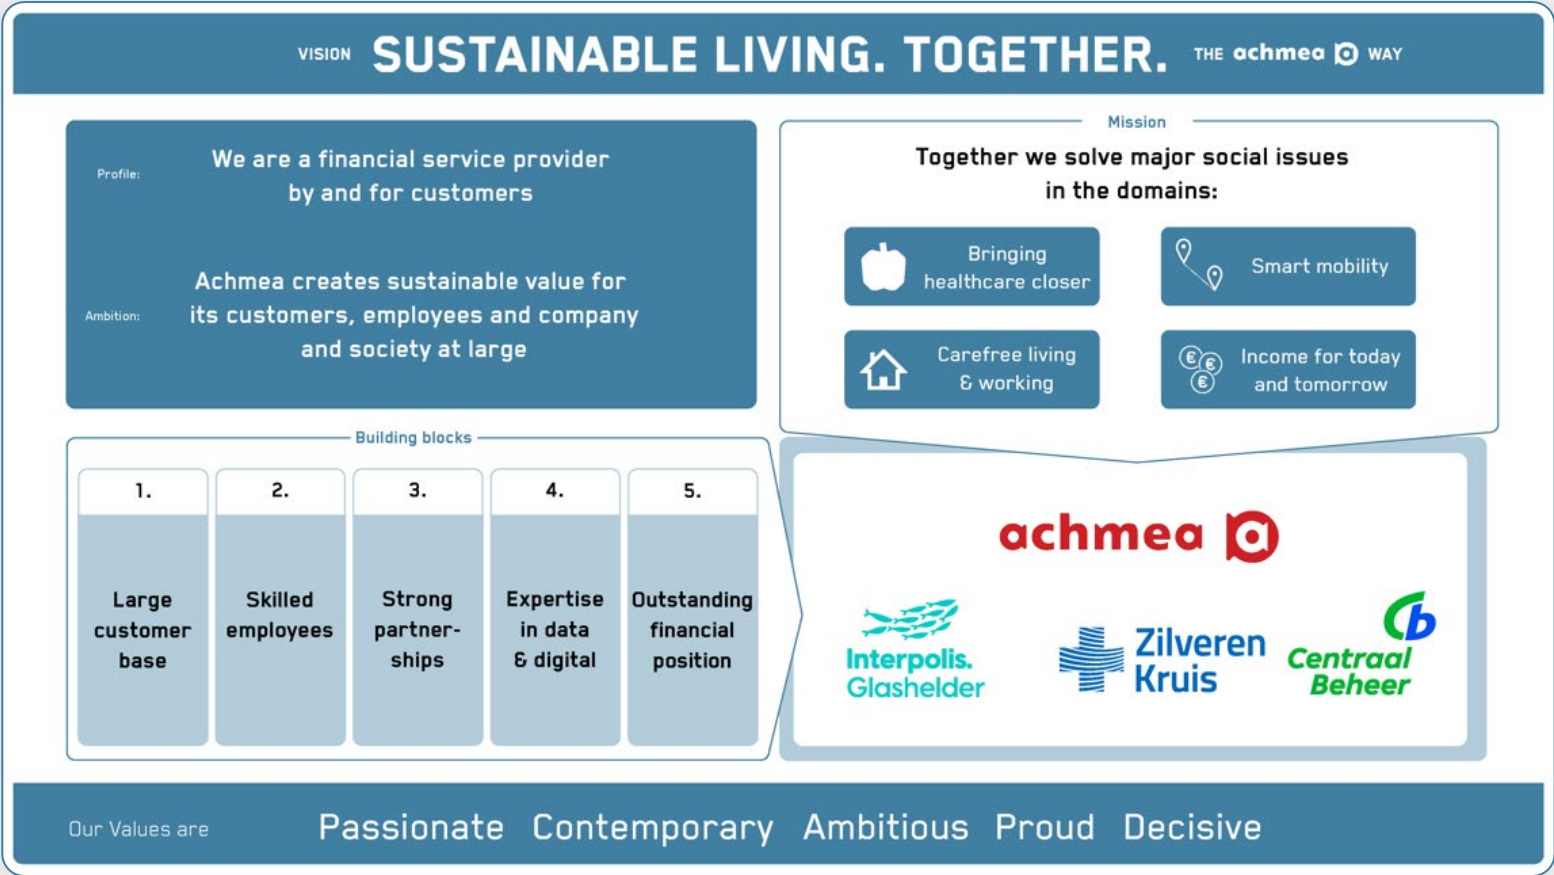 VISION SUSTAINABLE LIVING. TOGETHER. THE achmea WAY
Profile:
We are a financial service provider
by and for customers
Ambition:
Achmea creates sustainable value for
its customers, employees and company
and society at large
Mission
Together we solve major social issues
in the domains:
Bringing
healthcare closer
Smart mobility
Carefree living
& working
€ € €
Income for today
and tomorrow
Building blocks
1.
Large
customer
base
2.
Skilled
employees
3.
Strong
partner-
ships
4.
Expertise
in data
& digital
5.
Outstanding
financial
position
achmea
Interpolis.
Glashelder
Zilveren
Kruis
Cb
Centraal
Beheer
Our Values are Passionate Contemporary Ambitious Proud Decisive